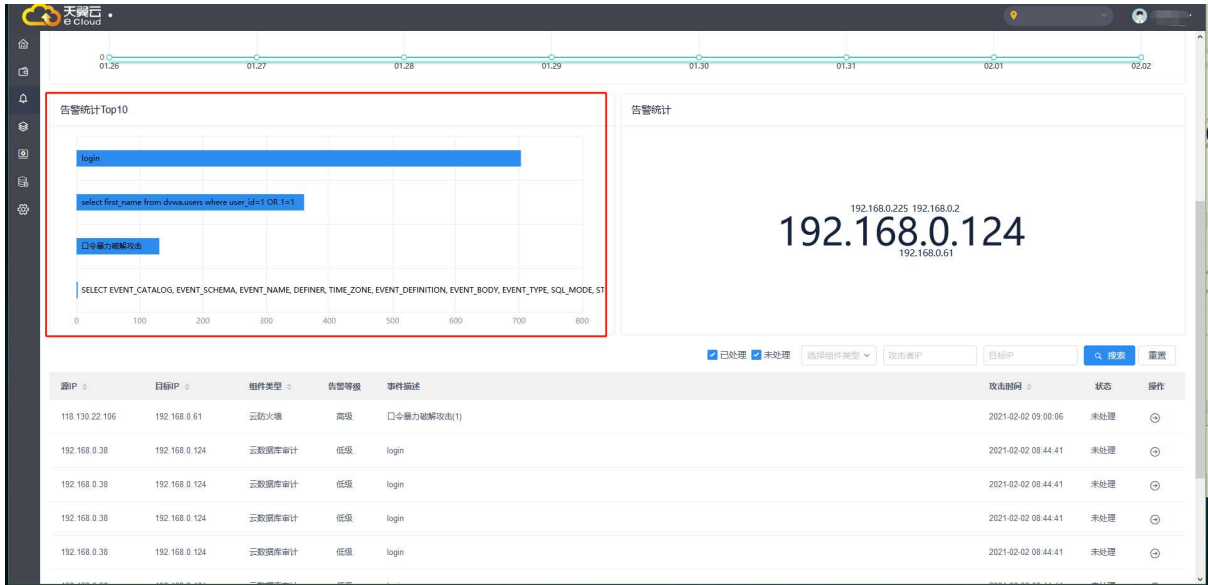 天翼云
e Cloud
0
01.26 01.27 01.28 01.29 01.30 01.31 02.01 02.02
告警统计Top10
login
select first_name from dvwa.users where user_id=1 OR 1=1
口令暴力破解攻击
SELECT EVENT_CATALOG, EVENT_SCHEMA, EVENT_NAME, DEFINER, TIME_ZONE, EVENT_DEFINITION, EVENT_BODY, EVENT_TYPE, SQL_MODE, ST
0 100 200 300 400 500 600 700 800
告警统计
192.168.0.225 192.168.0.2
192.168.0.124
192.168.0.61
已处理 未处理 选择组件类型 攻击者IP 目标IP 搜索 重置
源IP 目标IP 组件类型 告警等级 事件描述 攻击时间 状态 操作
118.130.22.106 192.168.0.61 云防火墙 高级 口令暴力破解攻击(1) 2021-02-02 09:00:06 未处理
192.168.0.38 192.168.0.124 云数据库审计 低级 login 2021-02-02 08:44:41 未处理
192.168.0.38 192.168.0.124 云数据库审计 低级 login 2021-02-02 08:44:41 未处理
192.168.0.38 192.168.0.124 云数据库审计 低级 login 2021-02-02 08:44:41 未处理
192.168.0.38 192.168.0.124 云数据库审计 低级 login 2021-02-02 08:44:41 未处理